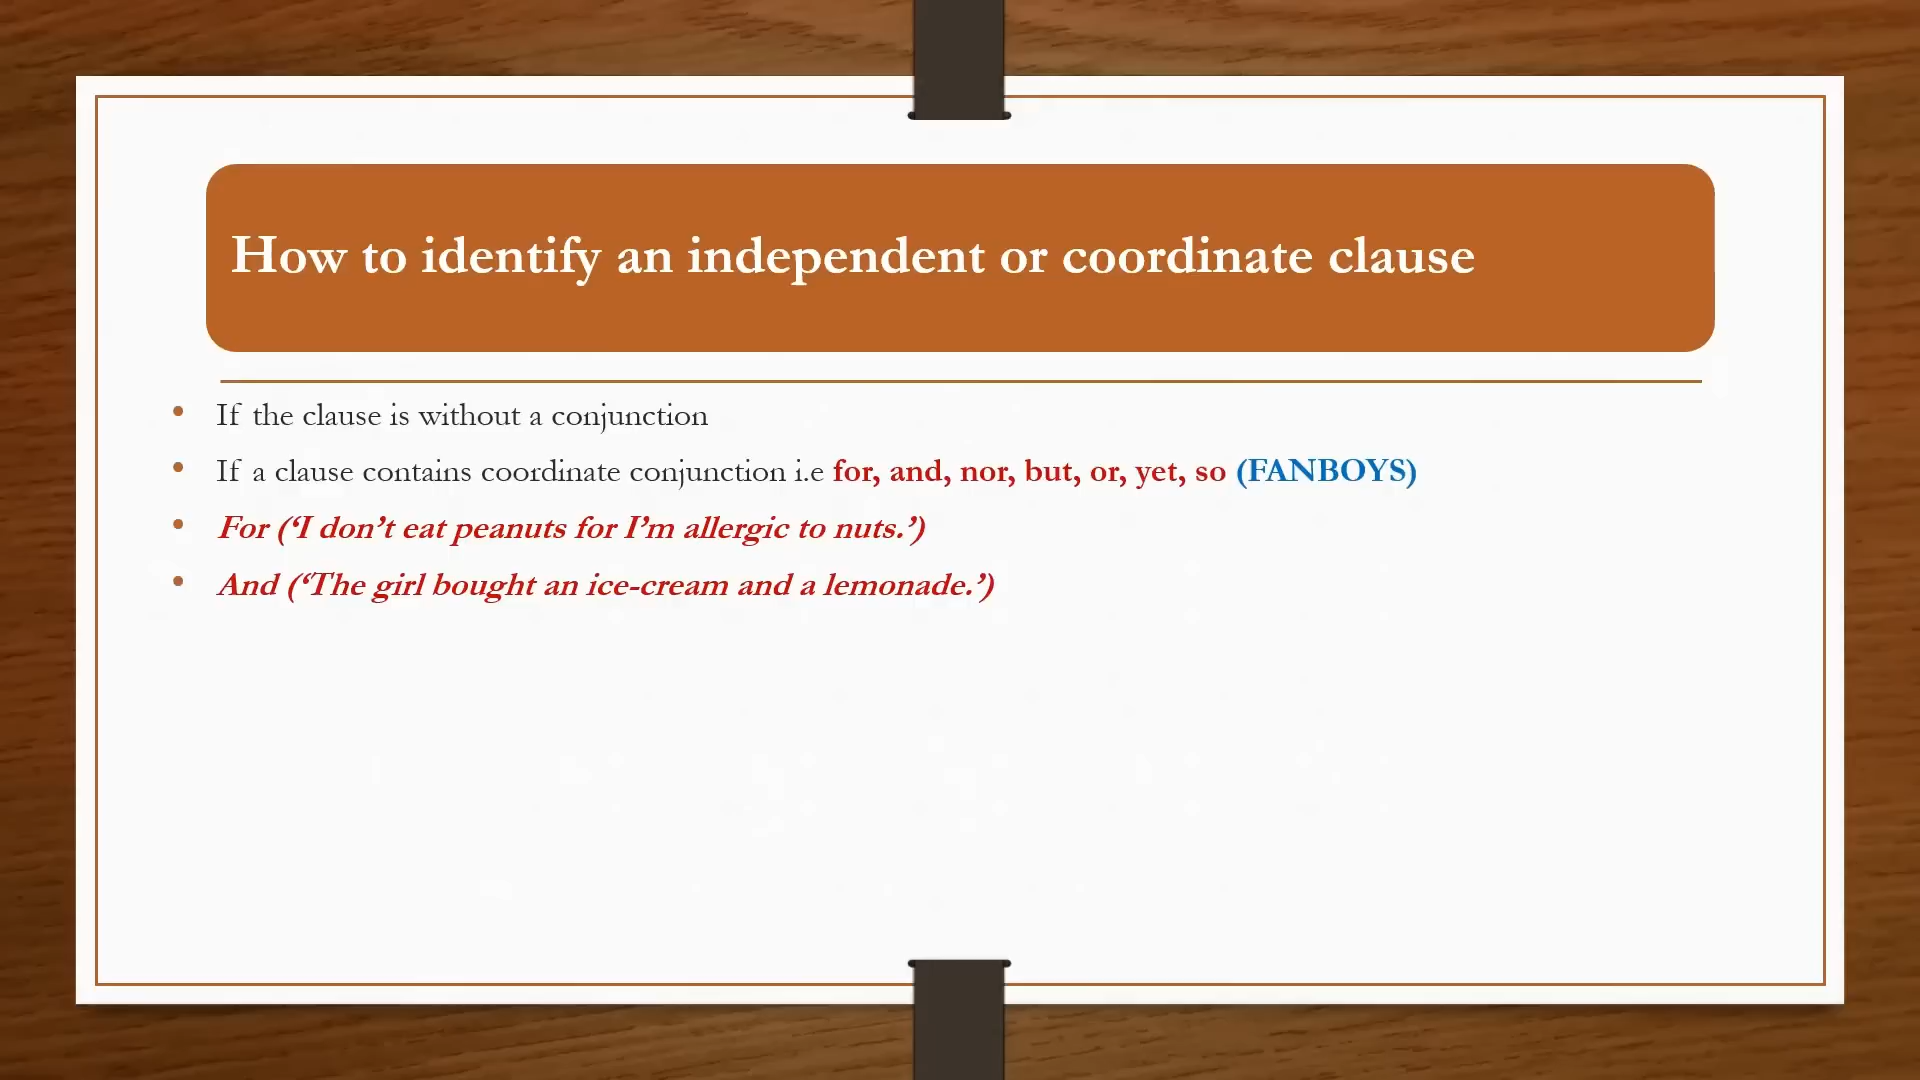 How to identify an independent or coordinate clause
If the clause is without a conjunction
If a clause contains coordinate conjunction i.e for, and, nor, but, or, yet, so (FANBOYS)
For (‘I don’t eat peanuts for I’m allergic to nuts.’)
And (‘The girl bought an ice-cream and a lemonade.’)